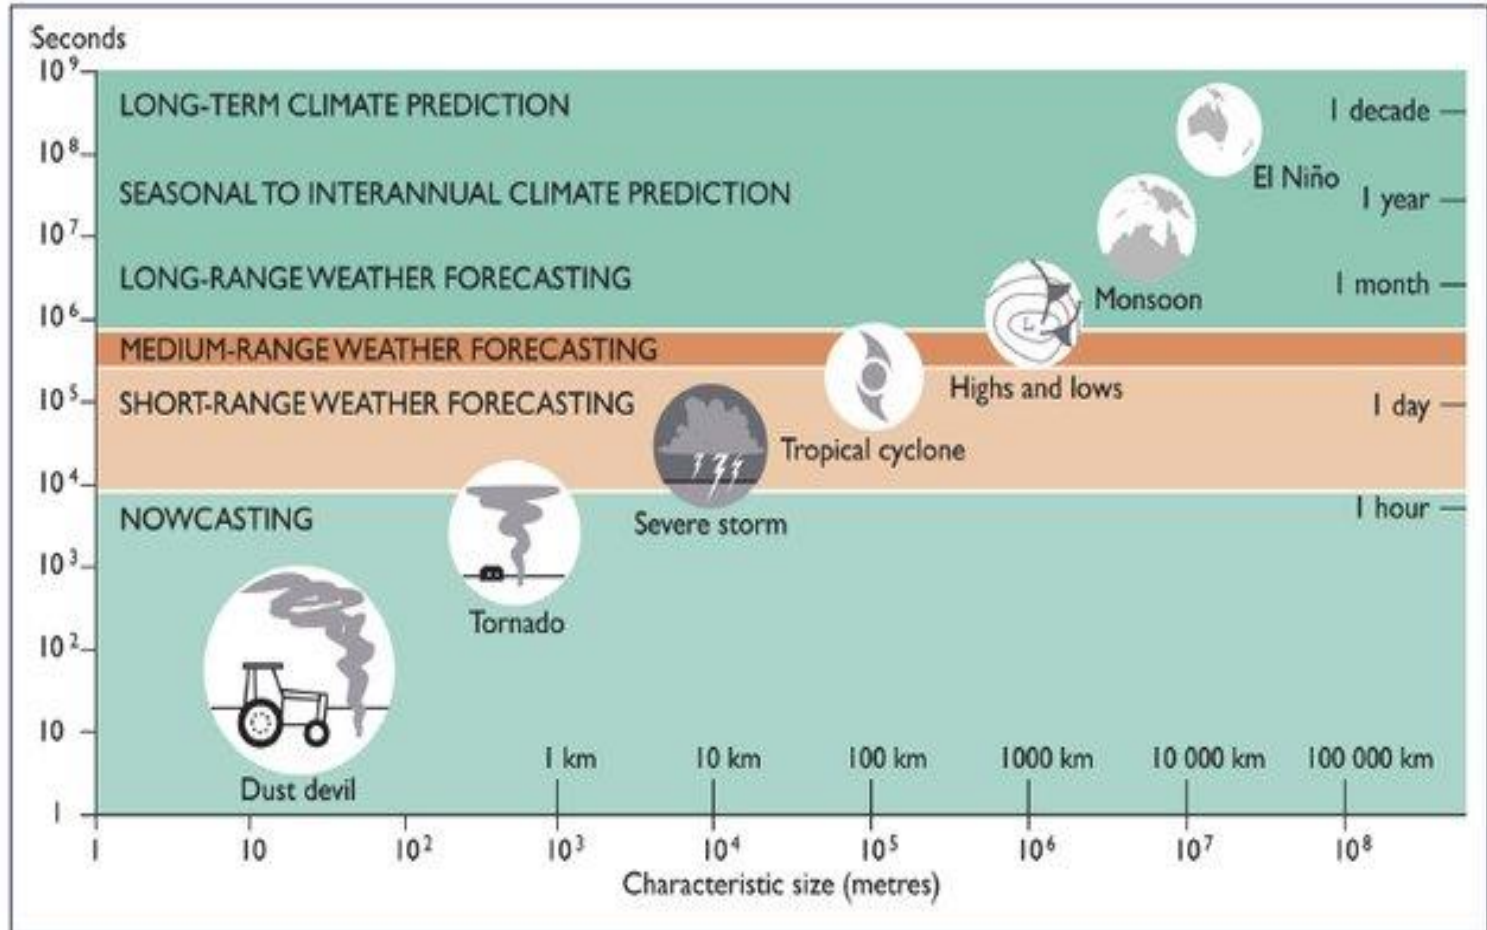 Seconds
10⁹
LONG-TERM CLIMATE PREDICTION
1 decade
10⁸
El Niño
SEASONAL TO INTERANNUAL CLIMATE PREDICTION
1 year
10⁷
LONG-RANGE WEATHER FORECASTING
1 month
Monsoon
10⁶
L
MEDIUM-RANGE WEATHER FORECASTING
Highs and lows
10⁵
SHORT-RANGE WEATHER FORECASTING
1 day
Tropical cyclone
10⁴
1 hour
NOWCASTING
Severe storm
10³
Tornado
10²
10
1 km 10 km 100 km 1000 km 10 000 km 100 000 km
Dust devil
1
1 10 10² 10³ 10⁴ 10⁵ 10⁶ 10⁷ 10⁸
Characteristic size (metres)